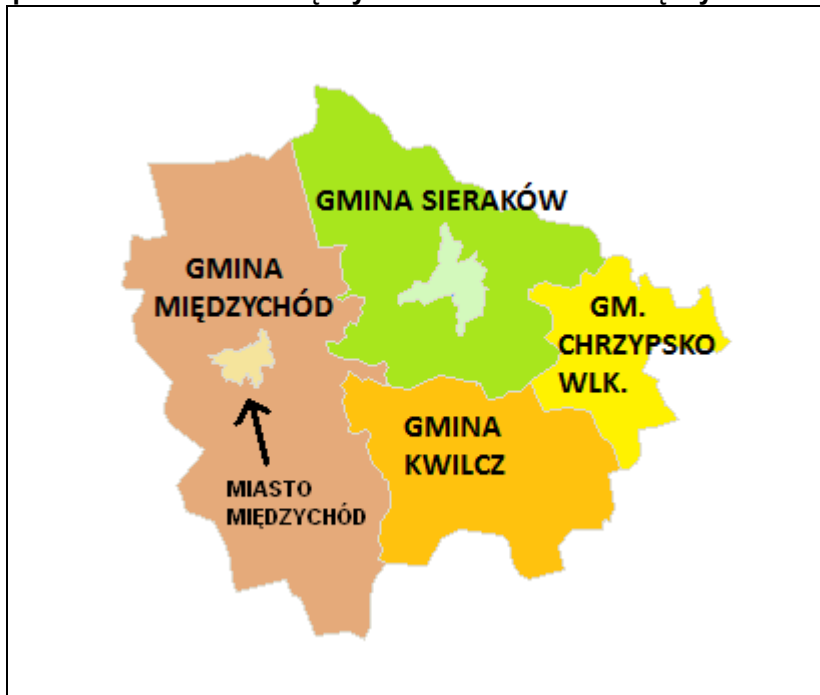 GMINA SIERAKÓW
GMINA
MIĘDZYCHÓD
GM.
CHRZYPSKO
WLK.
GMINA
KWILCZ
MIASTO
MIĘDZYCHÓD